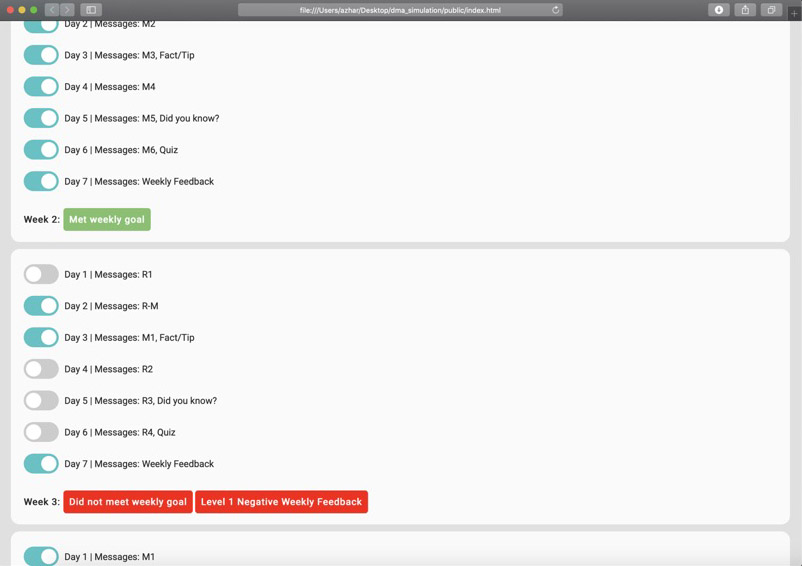 file:///Users/azhar/Desktop/dma_simulation/public/index.html
Day 2 | Messages: M2
Day 3 | Messages: M3, Fact/Tip
Day 4 | Messages: M4
Day 5 | Messages: M5, Did you know?
Day 6 | Messages: M6, Quiz
Day 7 | Messages: Weekly Feedback
Week 2: Met weekly goal
Day 1 | Messages: R1
Day 2 | Messages: R-M
Day 3 | Messages: M1, Fact/Tip
Day 4 | Messages: R2
Day 5 | Messages: R3, Did you know?
Day 6 | Messages: R4, Quiz
Day 7 | Messages: Weekly Feedback
Week 3: Did not meet weekly goal Level 1 Negative Weekly Feedback
Day 1 | Messages: M1